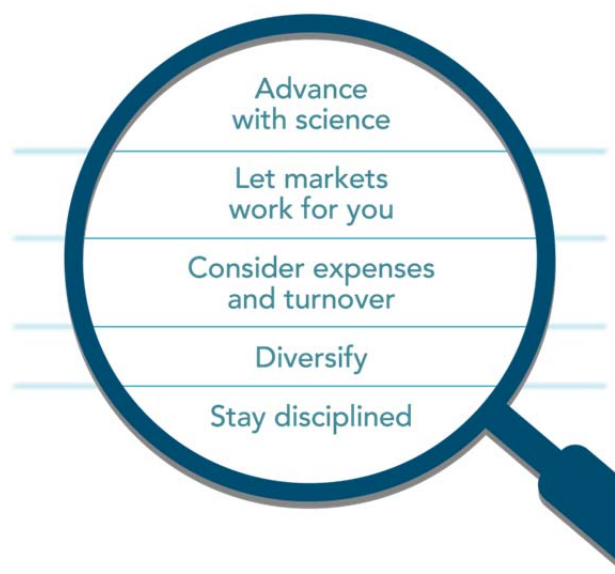 Advance
with science
Let markets
work for you
Consider expenses
and turnover
Diversify
Stay disciplined